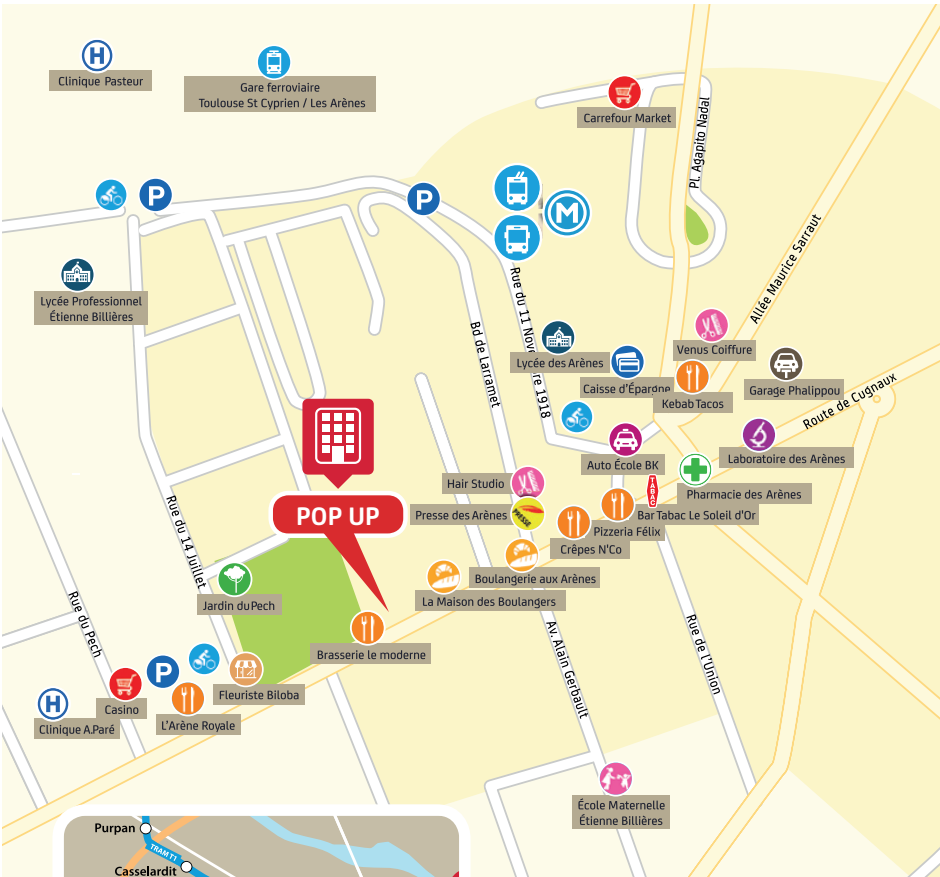 H
Clinique Pasteur
Gare ferroviaire
Toulouse St Cyprien / Les Arènes
Carrefour Market
Pl. Agapito Nadal
P
P
M
Allée Maurice Sarraut
Lycée Professionnel
Étienne Billières
Rue du 11 Nove
bre 1918
Bd de Larramet
Lycée des Arènes
Venus Coiffure
Caisse d'Épargne
Kebab Tacos
Garage Phalippou
Route de Cugnaux
Auto École BK
Laboratoire des Arènes
Hair Studio
TABAC
Pharmacie des Arènes
Presse des Arènes
PRESSE
Bar Tabac Le Soleil d'Or
POP UP
Pizzeria Félix
Crêpes N'Co
Rue du 14 Juillet
Boulangerie aux Arènes
La Maison des Boulangers
Jardin du Pech
Rue du Pech
Brasserie le moderne
Av. Alain Gerbault
Rue de l'Union
P
Fleuriste Biloba
H
Casino
L'Arène Royale
Clinique A.Paré
École Maternelle
Étienne Billières
Purpan
TRAM T1
Casselardit